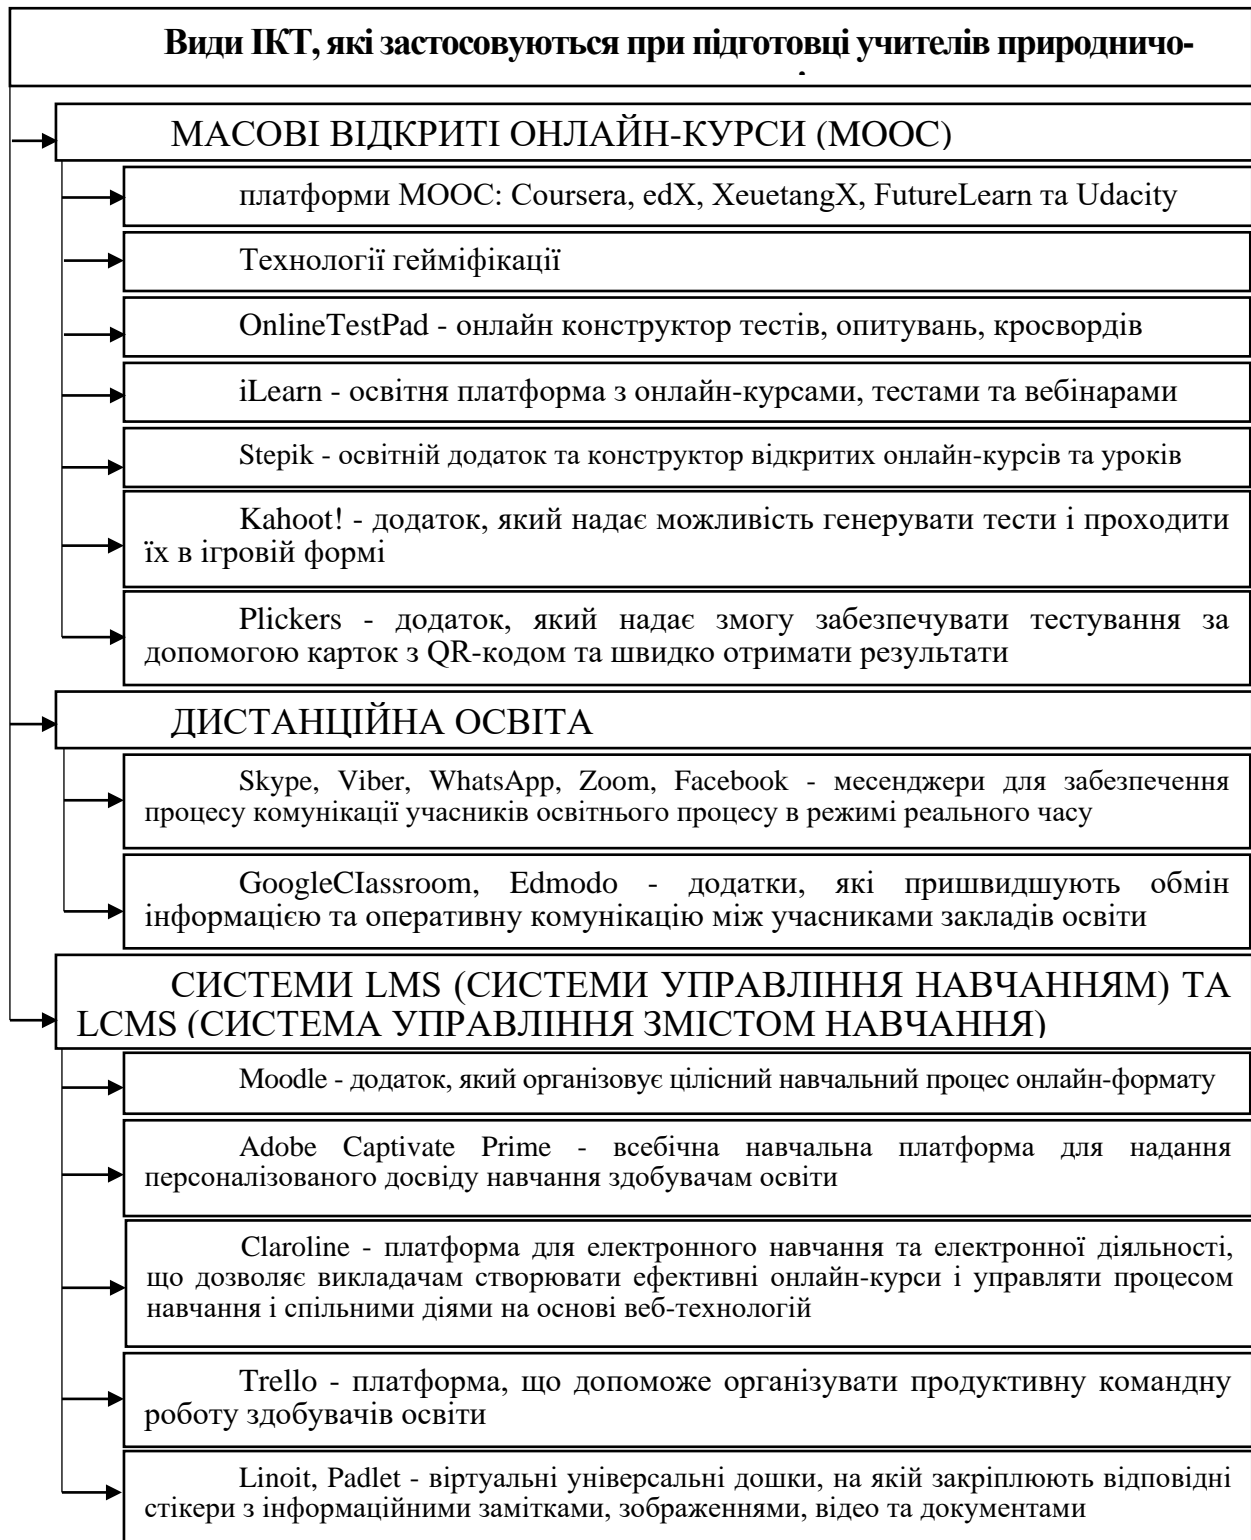 Види ІКТ, які застосовуються при підготовці учителів природничо-
МАСОВІ ВІДКРИТІ ОНЛАЙН-КУРСИ (MOOC)
платформи MOOC: Coursera, edX, XeuetangX, FutureLearn та Udacity
Технології гейміфікації
OnlineTestPad - онлайн конструктор тестів, опитувань, кросвордів
iLearn - освітня платформа з онлайн-курсами, тестами та вебінарами
Stepik - освітній додаток та конструктор відкритих онлайн-курсів та уроків
Kahoot! - додаток, який надає можливість генерувати тести і проходити
їх в ігровій формі
Plickers - додаток, який надає змогу забезпечувати тестування за
допомогою карток з QR-кодом та швидко отримати результати
ДИСТАНЦІЙНА ОСВІТА
Skype, Viber, WhatsApp, Zoom, Facebook - месенджери для забезпечення
процесу комунікації учасників освітнього процесу в режимі реального часу
GoogleCIassroom, Edmodo - додатки, які пришвидшують обмін
інформацією та оперативну комунікацію між учасниками закладів освіти
СИСТЕМИ LMS (СИСТЕМИ УПРАВЛІННЯ НАВЧАННЯМ) ТА
LCMS (СИСТЕМА УПРАВЛІННЯ ЗМІСТОМ НАВЧАННЯ)
Moodle - додаток, який організовує цілісний навчальний процес онлайн-формату
Adobe Captivate Prime - всебічна навчальна платформа для надання
персоналізованого досвіду навчання здобувачам освіти
Claroline - платформа для електронного навчання та електронної діяльності,
що дозволяє викладачам створювати ефективні онлайн-курси і управляти процесом
навчання і спільними діями на основі веб-технологій
Trello - платформа, що допоможе організувати продуктивну командну
роботу здобувачів освіти
Linoit, Padlet - віртуальні універсальні дошки, на якій закріплюють відповідні
стікери з інформаційними замітками, зображеннями, відео та документами